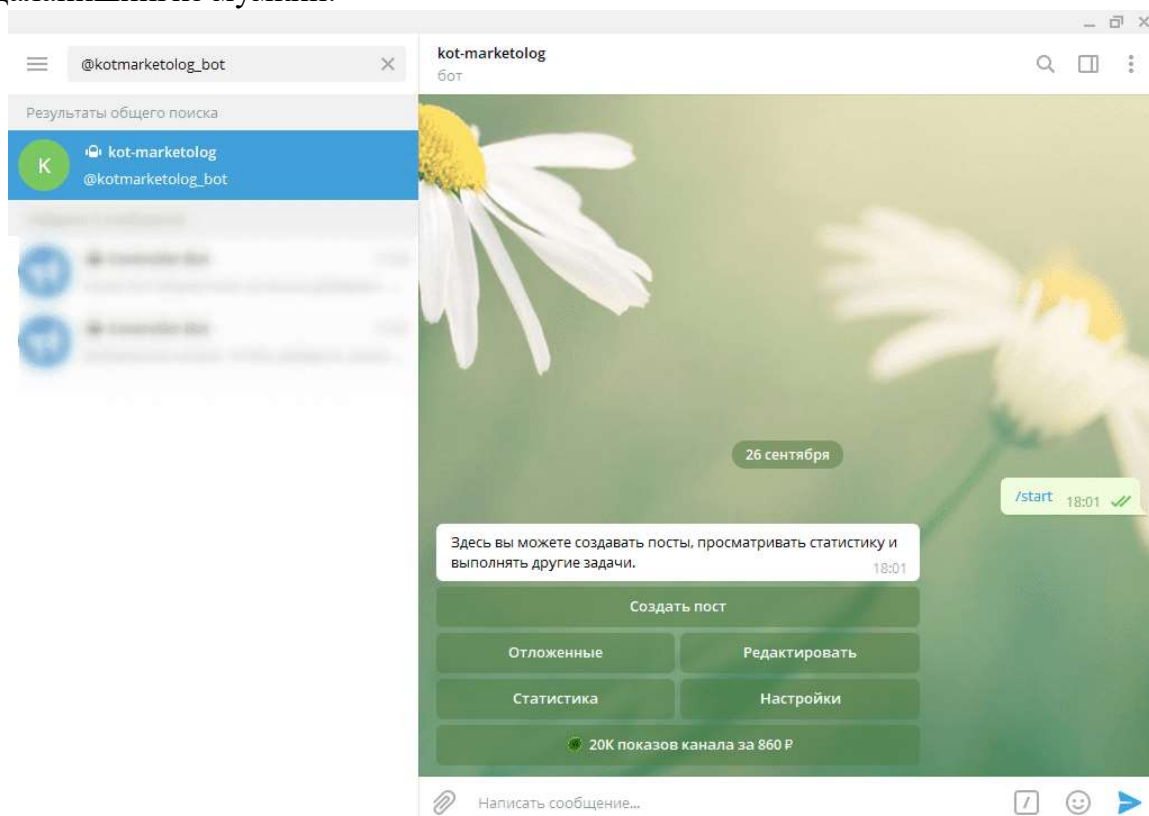 @kotmarketolog_bot
Результаты общего поиска
K
kot-marketolog
@kotmarketolog_bot
kot-marketolog
бот
26 сентября
/start 18:01
Здесь вы можете создавать посты, просматривать статистику и
выполнять другие задачи.
18:01
Создать пост
Отложенные
Редактировать
Статистика
Настройки
20К показов канала за 860 ₽
Написать сообщение...